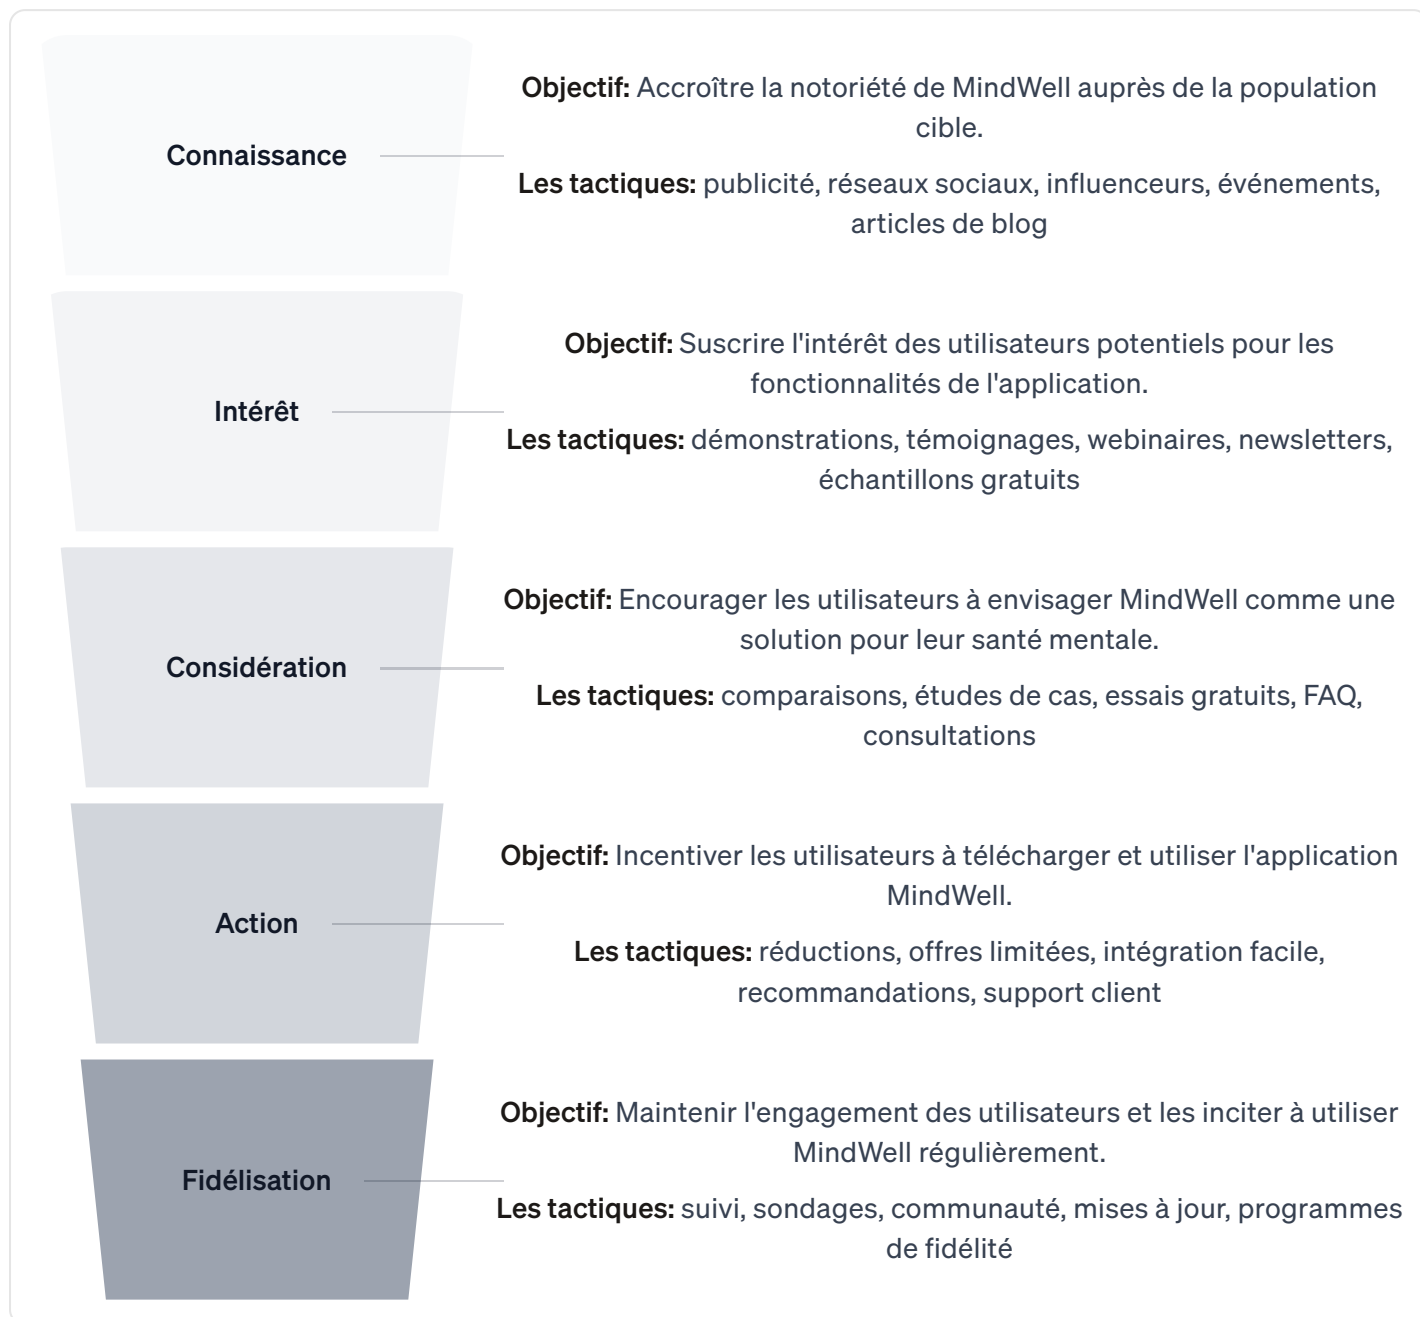 Connaissance
Objectif: Accroître la notoriété de MindWell auprès de la population
cible.
Les tactiques: publicité, réseaux sociaux, influenceurs, événements,
articles de blog
Intérêt
Objectif: Suscrire l'intérêt des utilisateurs potentiels pour les
fonctionnalités de l'application.
Les tactiques: démonstrations, témoignages, webinaires, newsletters,
échantillons gratuits
Considération
Objectif: Encourager les utilisateurs à envisager MindWell comme une
solution pour leur santé mentale.
Les tactiques: comparaisons, études de cas, essais gratuits, FAQ,
consultations
Action
Objectif: Incentiver les utilisateurs à télécharger et utiliser l'application
MindWell.
Les tactiques: réductions, offres limitées, intégration facile,
recommandations, support client
Fidélisation
Objectif: Maintenir l'engagement des utilisateurs et les inciter à utiliser
MindWell régulièrement.
Les tactiques: suivi, sondages, communauté, mises à jour, programmes
de fidélité